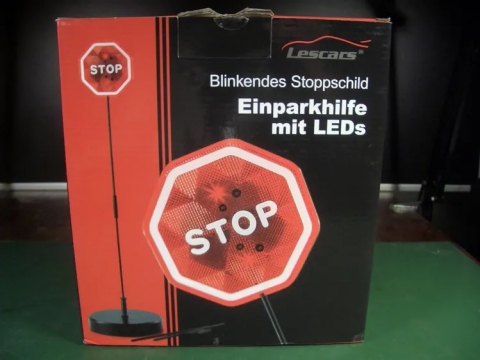 Lescars®
Blinkendes Stoppschild
Einparkhilfe
mit LEDs
STOP
STOP